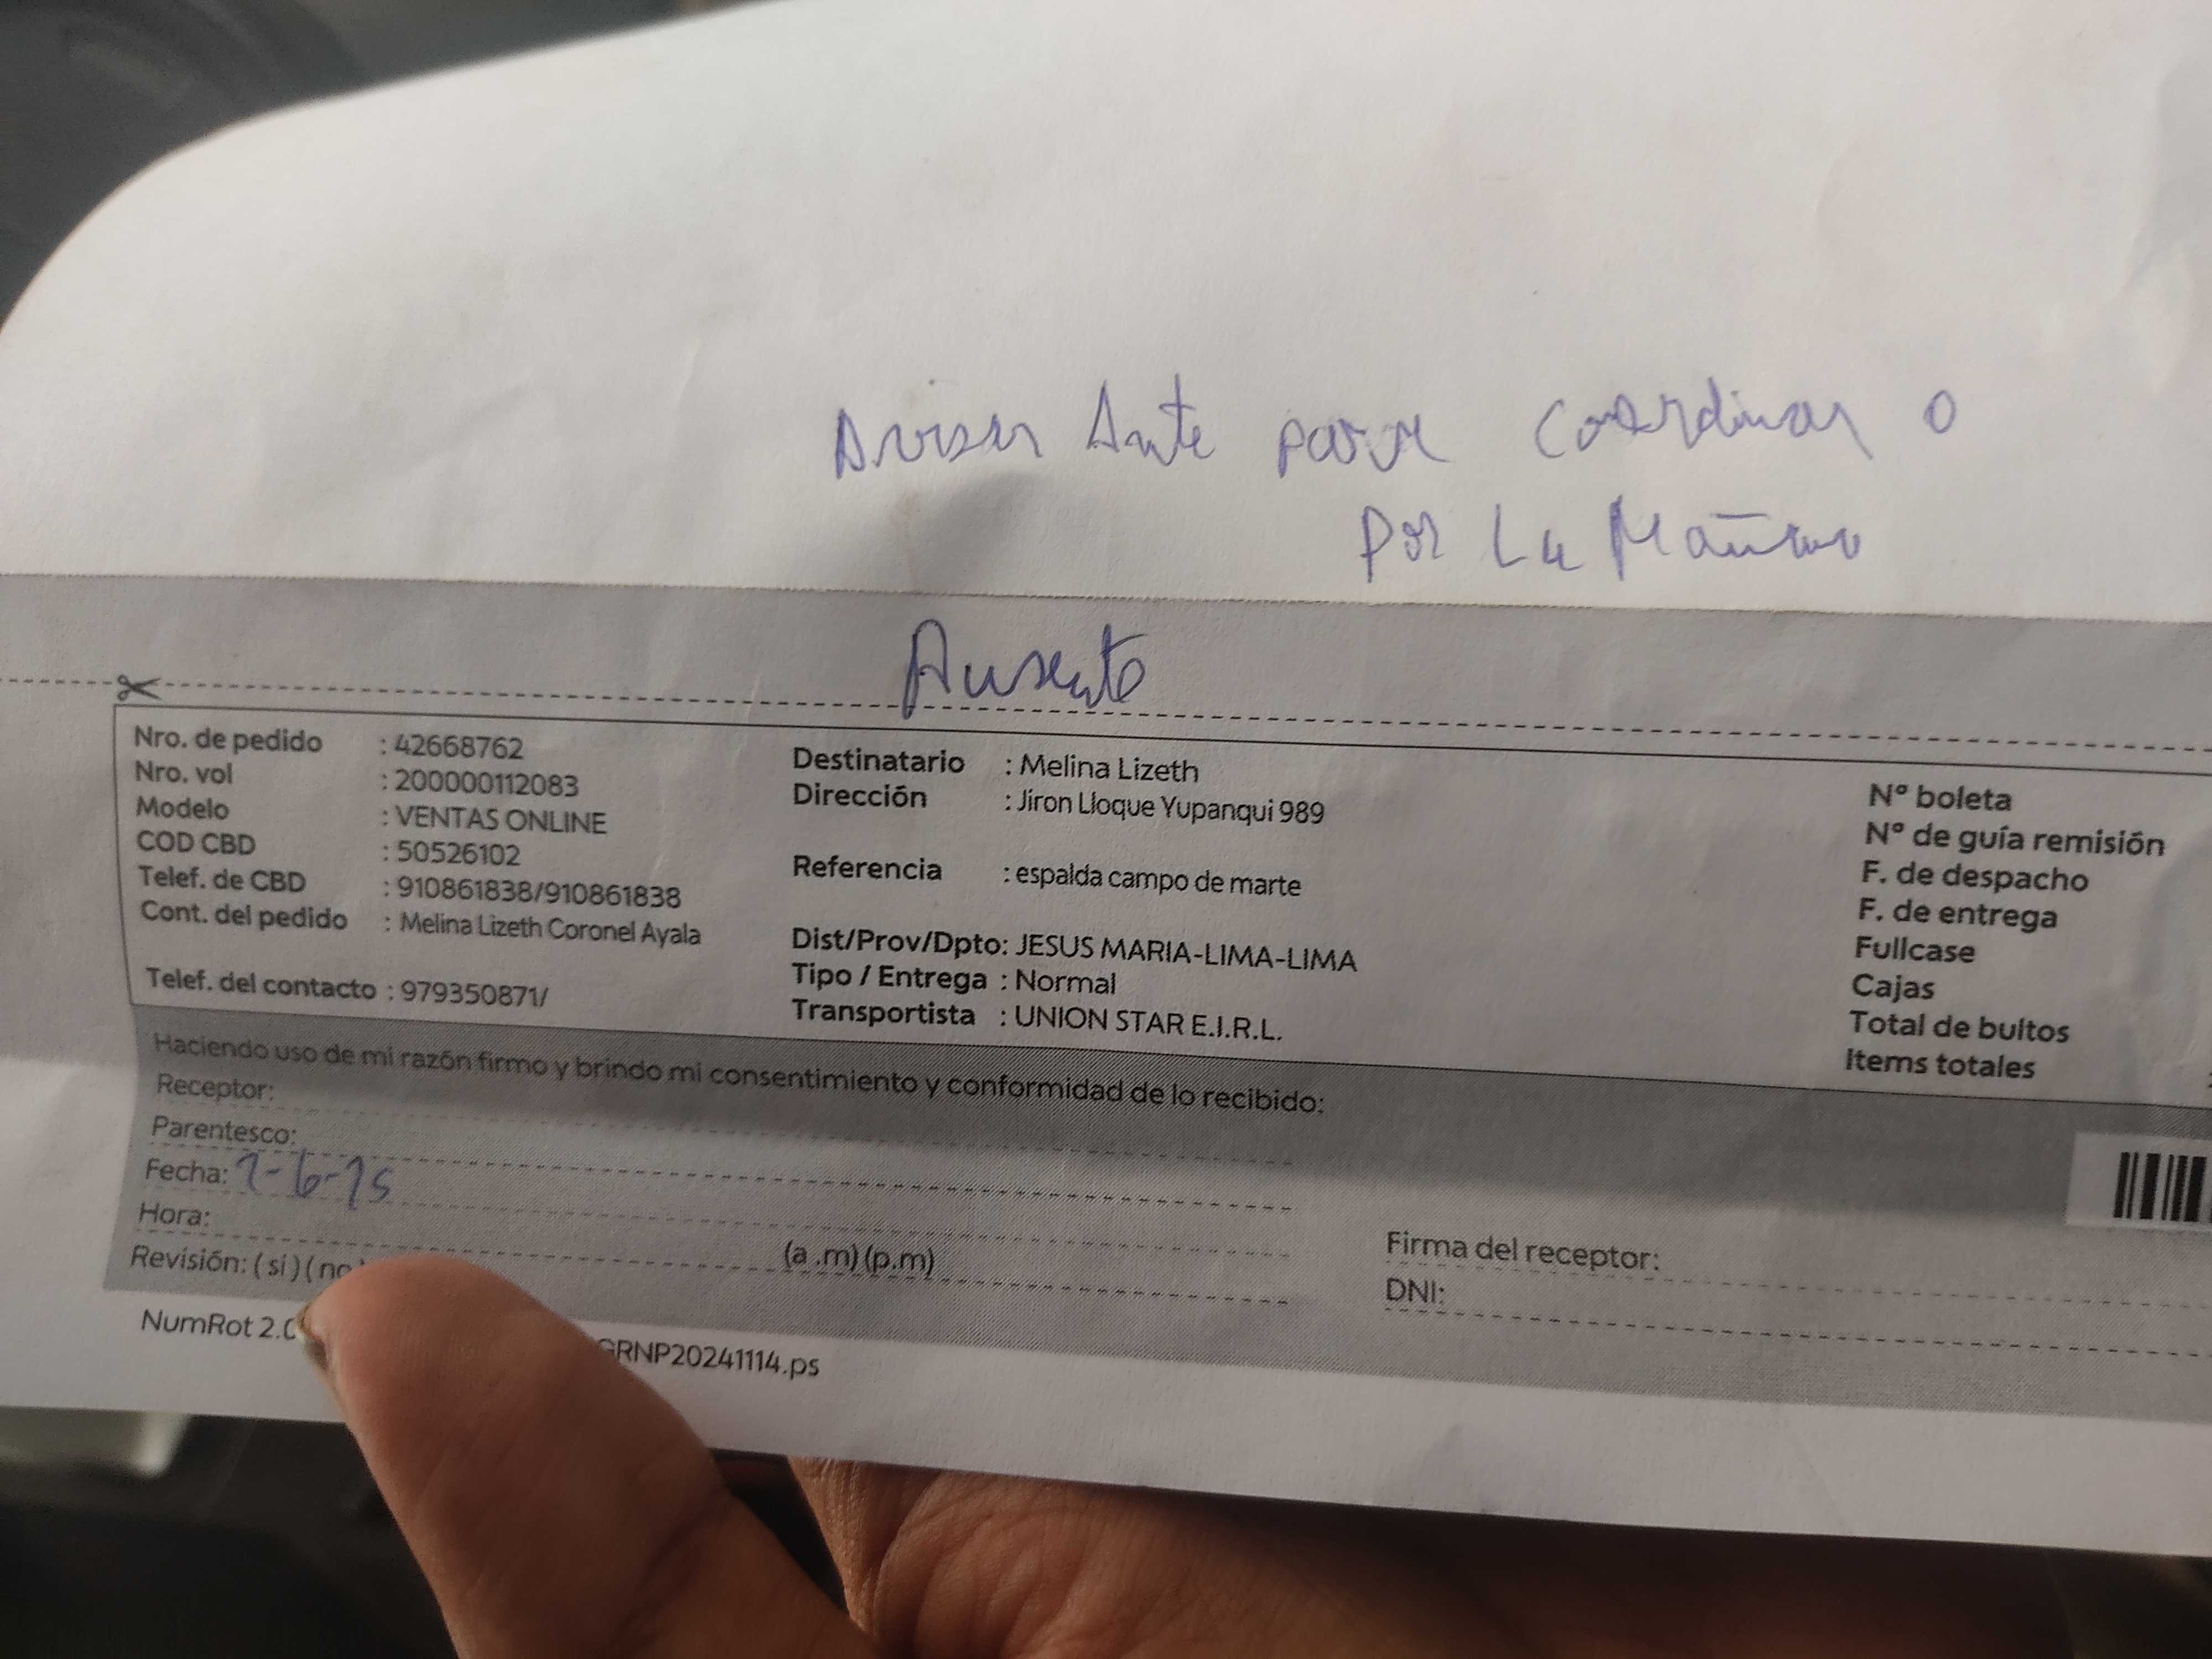 Avisar Ante para Coordinar o
Por La Mañana
Ausente
Nro. de pedido : 42668762
Nro. vol : 200000112083
Modelo : VENTAS ONLINE
COD CBD : 50526102
Telef. de CBD : 910861838/910861838
Cont. del pedido : Melina Lizeth Coronel Ayala
Telef. del contacto : 979350871/
Destinatario : Melina Lizeth
Dirección : Jiron Lloque Yupanqui 989
Referencia : espalda campo de marte
Dist/Prov/Dpto: JESUS MARIA-LIMA-LIMA
Tipo / Entrega : Normal
Transportista : UNION STAR E.I.R.L.
N° boleta
N° de guía remisión
F. de despacho
F. de entrega
Fullcase
Cajas
Total de bultos
Items totales
Haciendo uso de mi razón firmo y brindo mi consentimiento y conformidad de lo recibido:
Receptor:
Parentesco:
Fecha:
Hora: (a .m) (p.m)
Revisión: ( si ) ( no
Firma del receptor:
DNI:
NumRot 2.0 GRNP20241114.ps